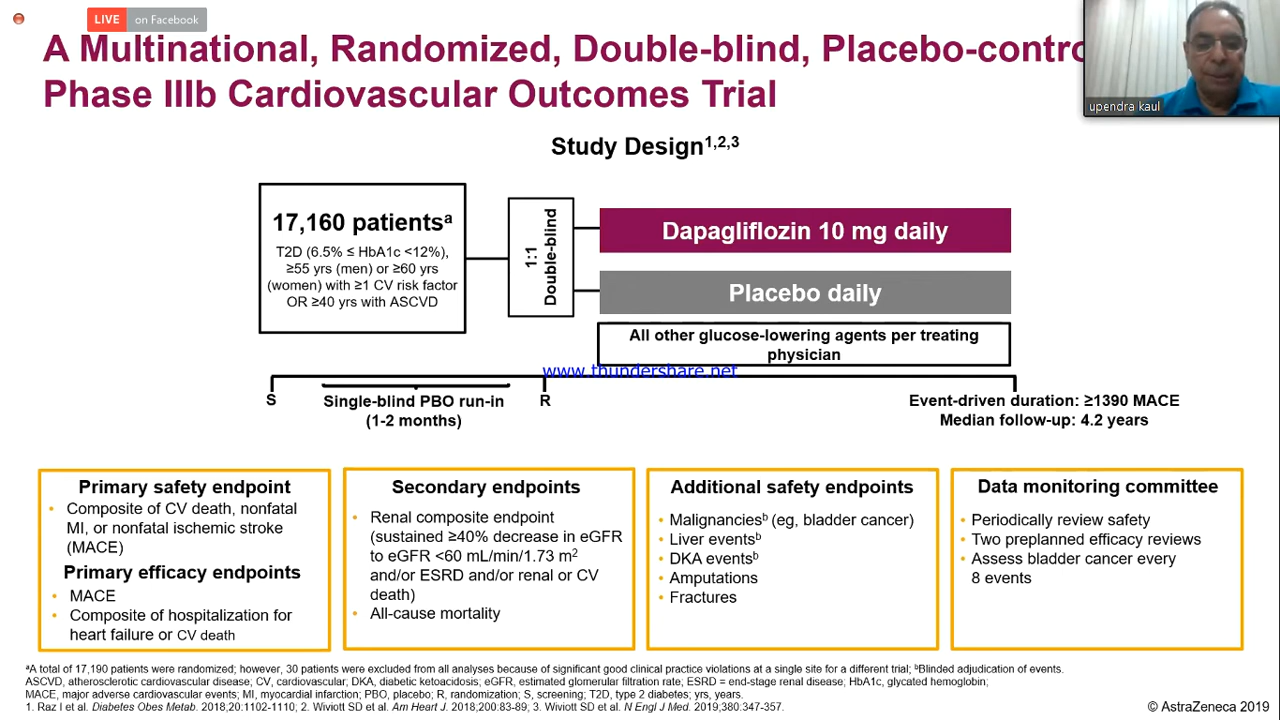 LIVE on Facebook
A Multinational, Randomized, Double-blind, Placebo-contro
Phase IIIb Cardiovascular Outcomes Trial
upendra kaul
Study Design1,2,3
17,160 patientsa
T2D (6.5% ≤ HbA1c <12%),
≥55 yrs (men) or ≥60 yrs
(women) with ≥1 CV risk factor
OR ≥40 yrs with ASCVD
1:1
Double-blind
Dapagliflozin 10 mg daily
Placebo daily
All other glucose-lowering agents per treating
physician
www.thundershare.net
S
Single-blind PBO run-in
(1-2 months)
R
Event-driven duration: ≥1390 MACE
Median follow-up: 4.2 years
Primary safety endpoint
• Composite of CV death, nonfatal
MI, or nonfatal ischemic stroke
(MACE)
Primary efficacy endpoints
• MACE
• Composite of hospitalization for
heart failure or CV death
Secondary endpoints
• Renal composite endpoint
(sustained ≥40% decrease in eGFR
to eGFR <60 mL/min/1.73 m2
and/or ESRD and/or renal or CV
death)
• All-cause mortality
Additional safety endpoints
• Malignanciesb (eg, bladder cancer)
• Liver eventsb
• DKA eventsb
• Amputations
• Fractures
Data monitoring committee
• Periodically review safety
• Two preplanned efficacy reviews
• Assess bladder cancer every
8 events
aA total of 17,190 patients were randomized; however, 30 patients were excluded from all analyses because of significant good clinical practice violations at a single site for a different trial; bBlinded adjudication of events.
ASCVD, atherosclerotic cardiovascular disease; CV, cardiovascular; DKA, diabetic ketoacidosis; eGFR, estimated glomerular filtration rate; ESRD = end-stage renal disease; HbA1c, glycated hemoglobin;
MACE, major adverse cardiovascular events; MI, myocardial infarction; PBO, placebo; R, randomization; S, screening; T2D, type 2 diabetes; yrs, years.
1. Raz I et al. Diabetes Obes Metab. 2018;20:1102-1110; 2. Wiviott SD et al. Am Heart J. 2018;200:83-89; 3. Wiviott SD et al. N Engl J Med. 2019;380:347-357.
© AstraZeneca 2019